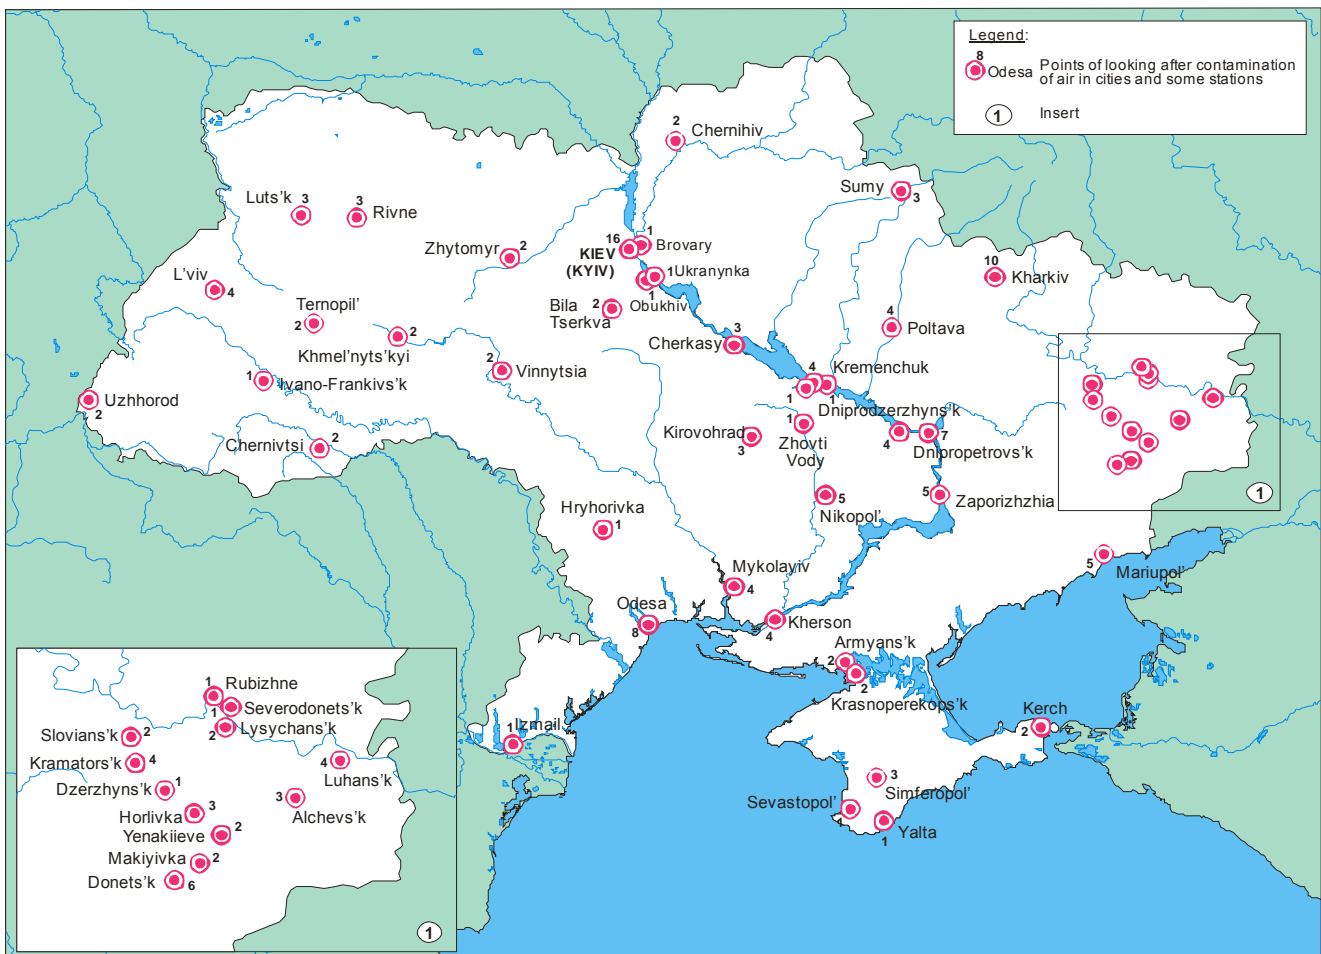 Legend:
8
Odesa
Points of looking after contamination
of air in cities and some stations
1
Insert
2
Chernihiv
Sumy
3
Luts'k
3
3
Rivne
Zhytomyr
2
16
KIEV
(KYIV)
1
Brovary
1
Ukranynka
1
Obukhiv
Bila
Tserkva
2
10
Kharkiv
L'viv
4
Ternopil'
2
2
Khmel'nyts'kyi
4
Poltava
3
Cherkasy
2
Vinnytsia
1
Ivano-Frankivs'k
4
Kremenchuk
1
1
Uzhhorod
2
Dniprodzerzhyns'k
4
7
Dnipropetrovs'k
Chernivtsi
2
Kirovohrad
3
Zhovti
Vody
5
Nikopol'
5
Zaporizhzhia
1
Hryhorivka
1
5
Mariupol'
Mykolayiv
4
Odesa
8
Kherson
4
Armyans'k
2
2
Krasnoperekops'k
Kerch
2
1
Izmail
3
Simferopol'
Sevastopol'
4
Yalta
1
1
Rubizhne
1
Severodonets'k
2
Lysychans'k
Slovians'k
2
Kramators'k
4
4
Luhans'k
Dzerzhyns'k
1
3
Alchevs'k
Horlivka
3
Yenakiieve
2
Makiyivka
2
Donets'k
6
1